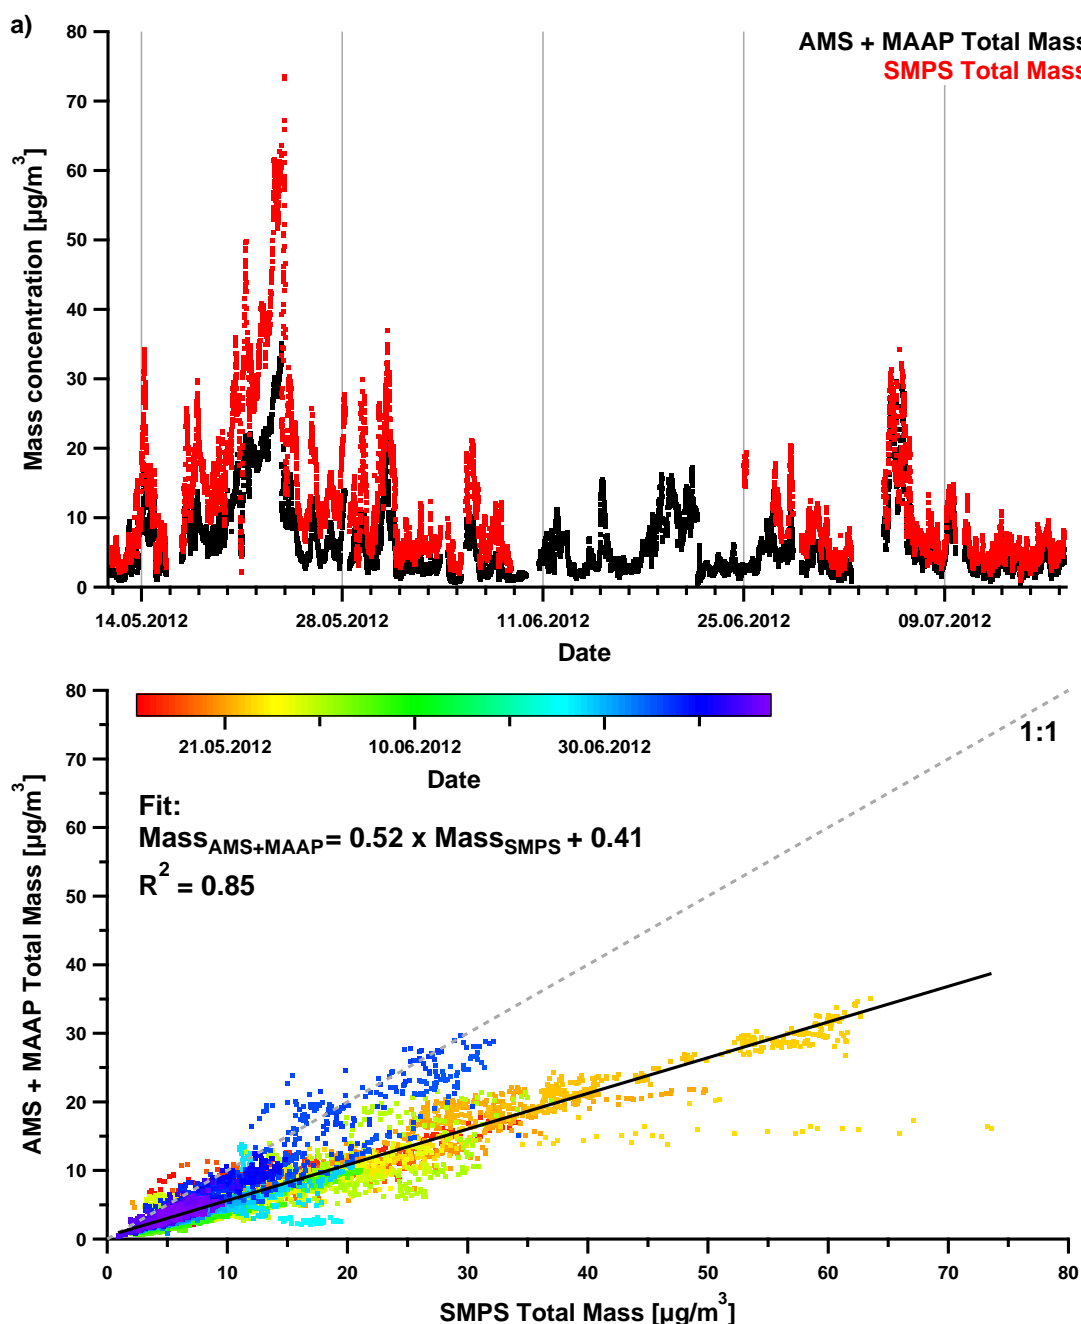 a)
AMS + MAAP Total Mass
SMPS Total Mass
Mass concentration [µg/m³]
80
70
60
50
40
30
20
10
0
14.05.2012 28.05.2012 11.06.2012 25.06.2012 09.07.2012
Date
AMS + MAAP Total Mass [µg/m³]
80
70
60
50
40
30
20
10
0
21.05.2012 10.06.2012 30.06.2012
Date
1:1
Fit:
Mass_AMS+MAAP = 0.52 x Mass_SMPS + 0.41
R² = 0.85
0 10 20 30 40 50 60 70 80
SMPS Total Mass [µg/m³]